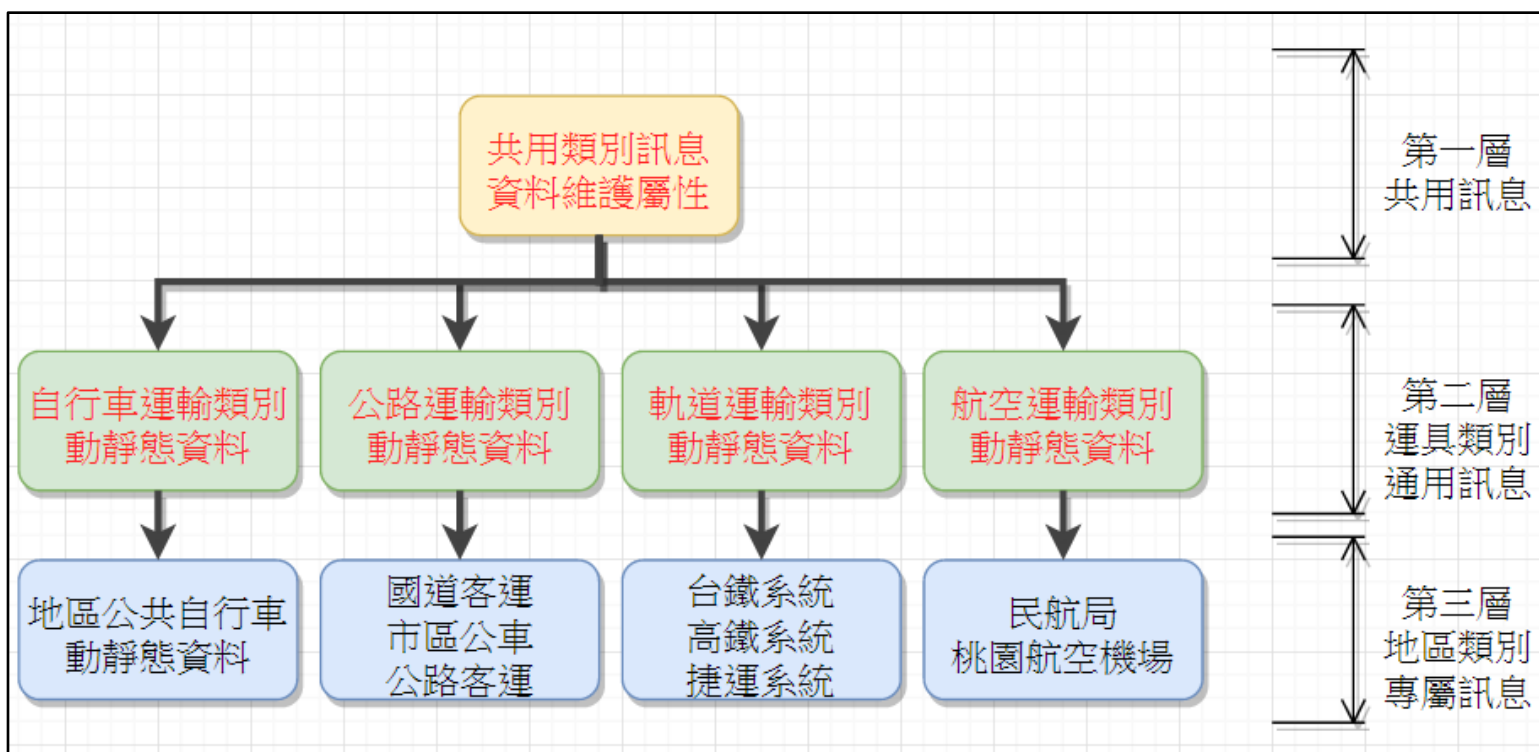 共用類別訊息
資料維護屬性
第一層
共用訊息
自行車運輸類別
動靜態資料
公路運輸類別
動靜態資料
軌道運輸類別
動靜態資料
航空運輸類別
動靜態資料
第二層
運具類別
通用訊息
地區公共自行車
動靜態資料
國道客運
市區公車
公路客運
台鐵系統
高鐵系統
捷運系統
民航局
桃園航空機場
第三層
地區類別
專屬訊息